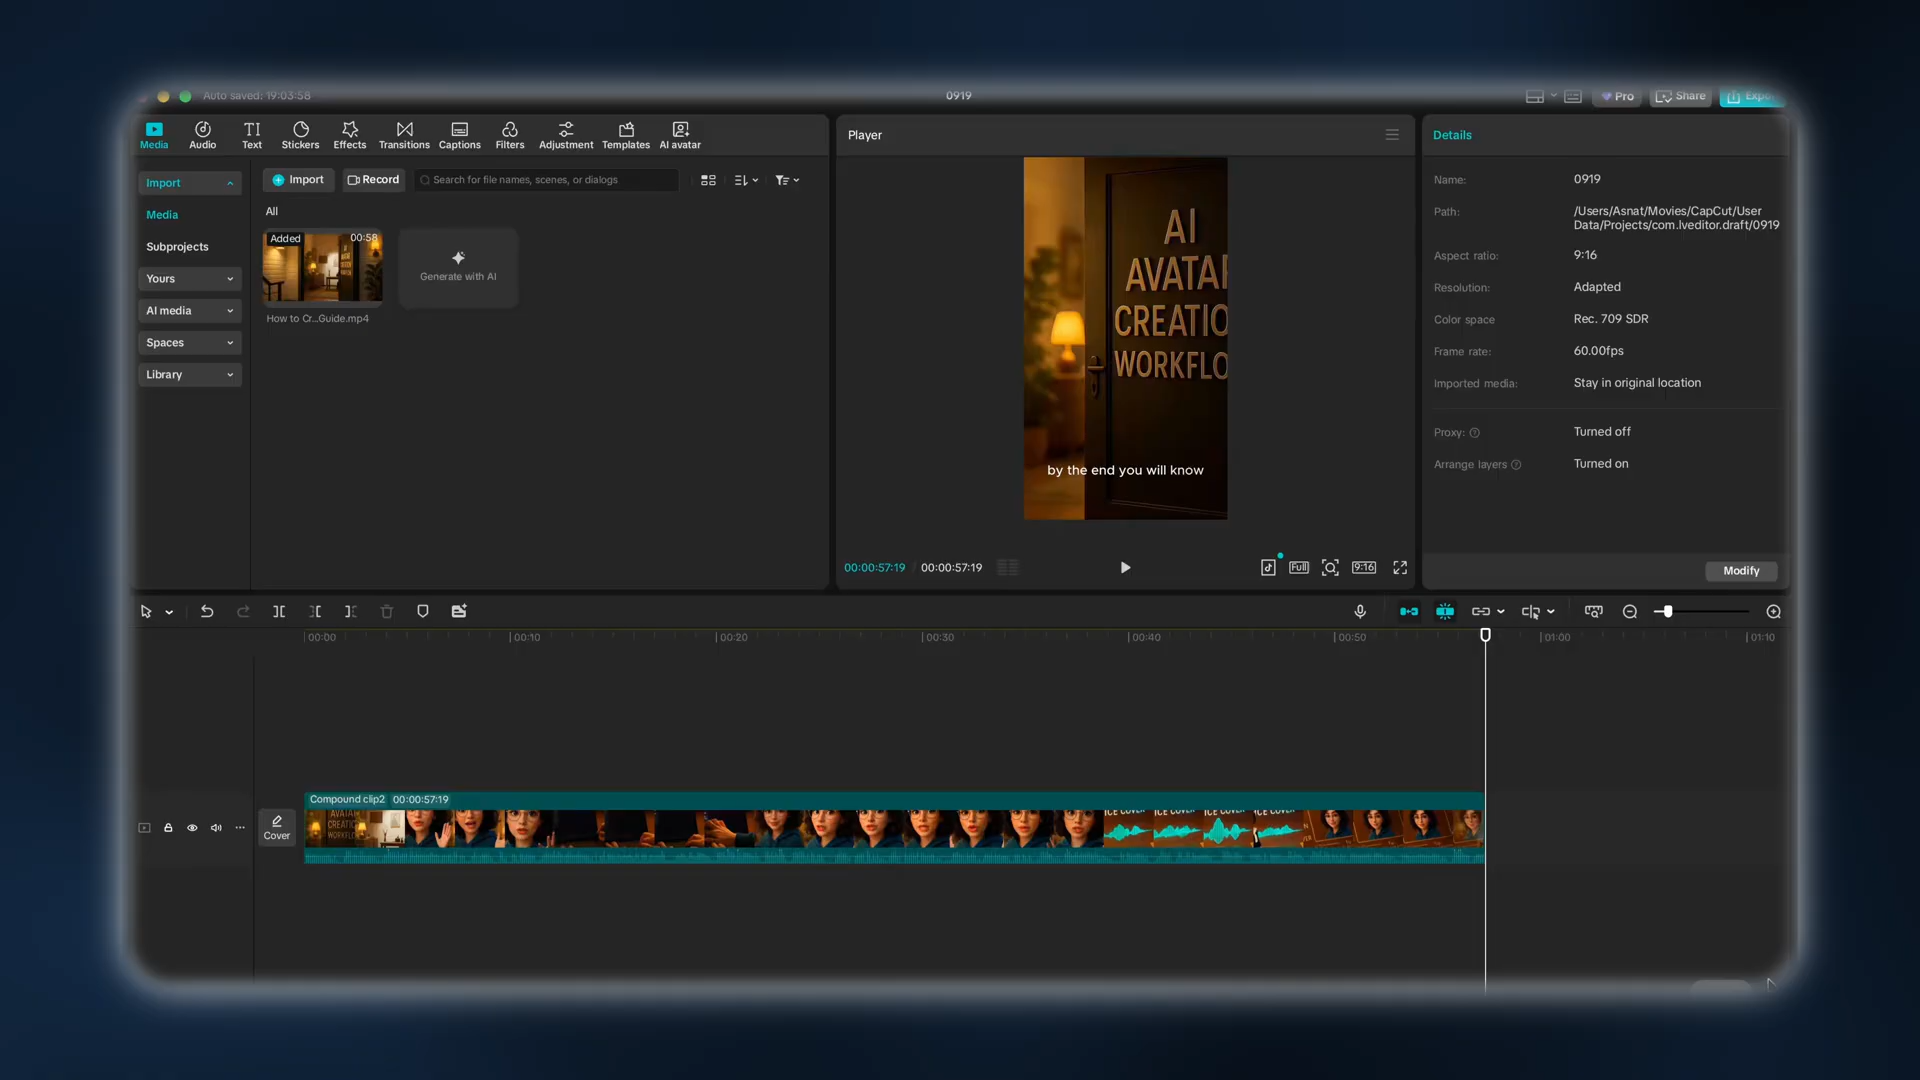 Auto saved: 19:03:58
0919
Pro
Share
Export
Media
Audio
Text
Stickers
Effects
Transitions
Captions
Filters
Adjustment
Templates
AI avatar
Import
Media
Subprojects
Yours
AI media
Spaces
Library
Import
Record
Search for file names, scenes, or dialogs
All
Added
00:58
How to Cr...Guide.mp4
Generate with AI
Player
AI
AVATAR
CREATIO
WORKFLO
by the end you will know
00:00:57:19
00:00:57:19
Full
9:16
Details
Name:
0919
Path:
/Users/Asnat/Movies/CapCut/User
Data/Projects/com.lveditor.draft/0919
Aspect ratio:
9:16
Resolution:
Adapted
Color space
Rec. 709 SDR
Frame rate:
60.00fps
Imported media:
Stay in original location
Proxy:
Turned off
Arrange layers
Turned on
Modify
00:00
00:10
00:20
00:30
00:40
00:50
01:00
01:10
Cover
Compound clip2
00:00:57:19